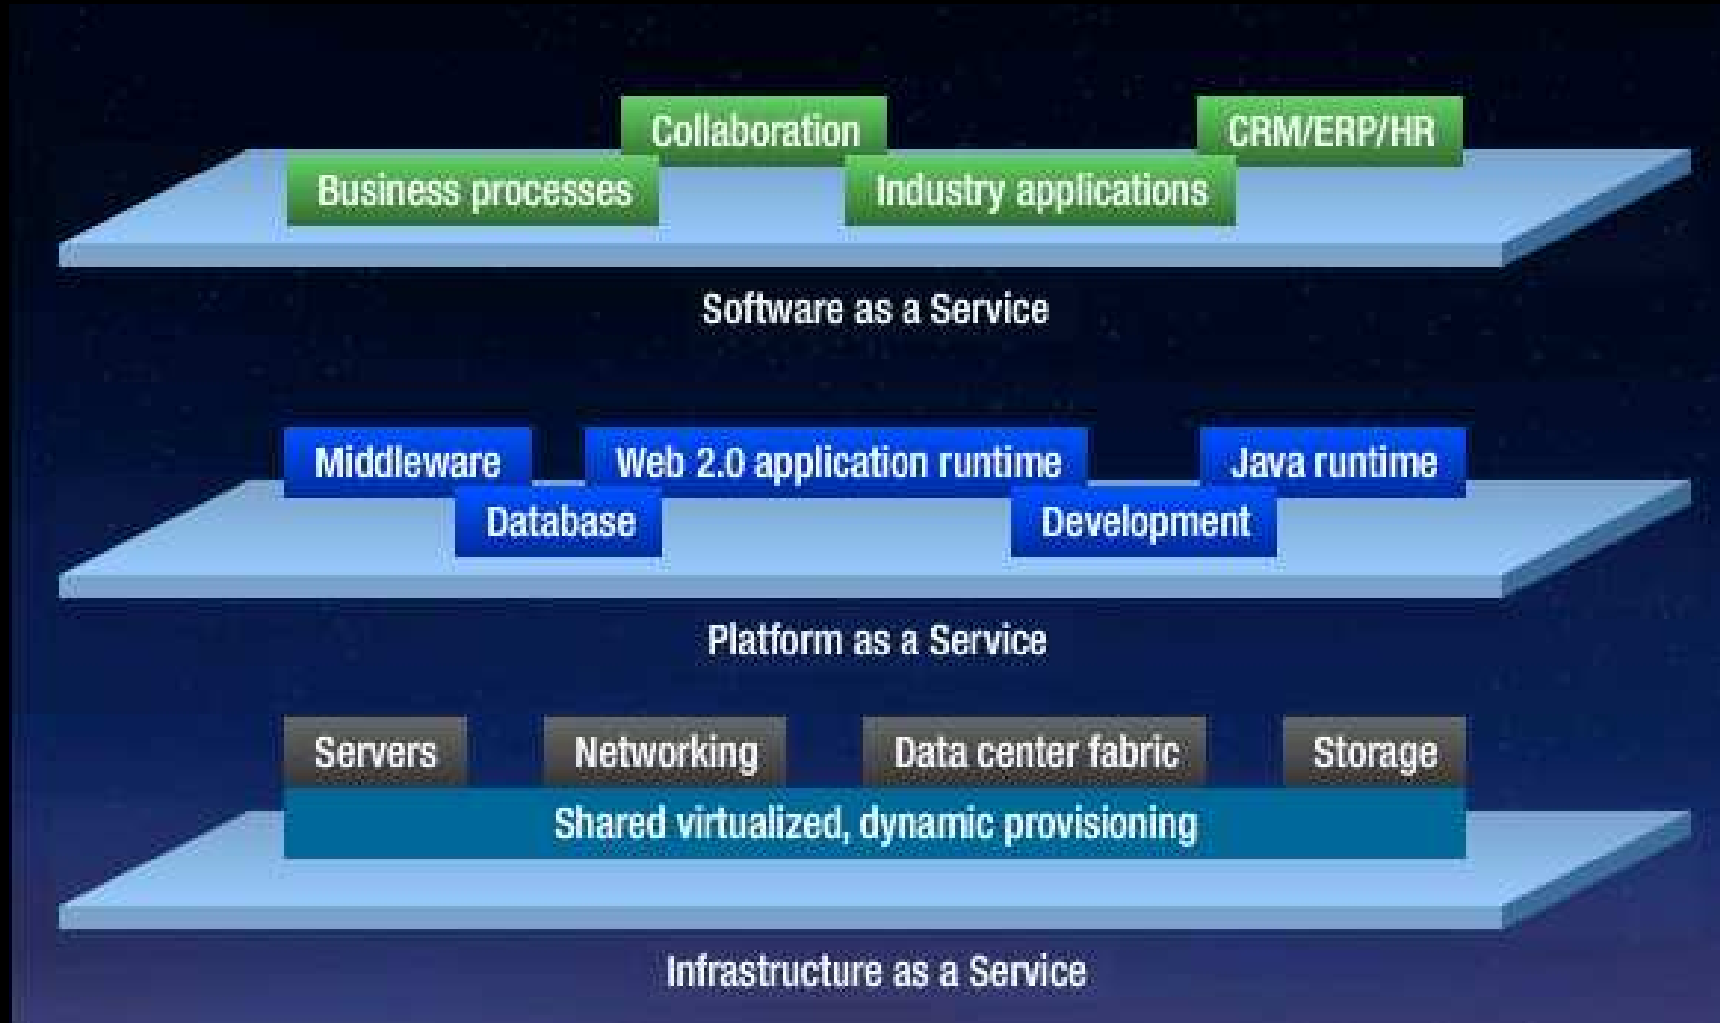 Collaboration
CRM/ERP/HR
Business processes
Industry applications
Software as a Service
Middleware
Web 2.0 application runtime
Java runtime
Database
Development
Platform as a Service
Servers
Networking
Data center fabric
Storage
Shared virtualized, dynamic provisioning
Infrastructure as a Service